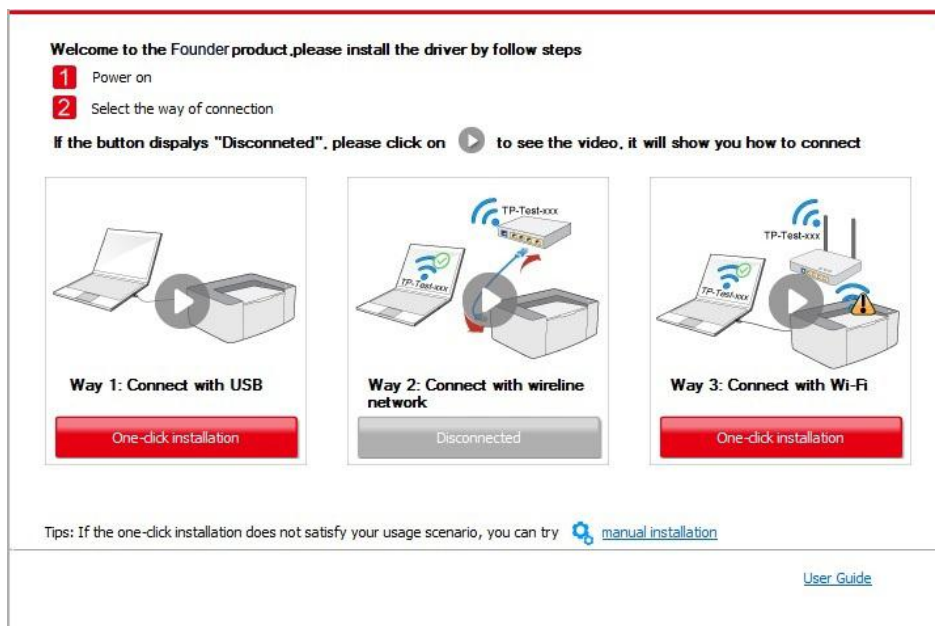 Welcome to the Founder product,please install the driver by follow steps
1 Power on
2 Select the way of connection
If the button dispalys "Disconneted", please click on to see the video, it will show you how to connect
TP-Test-xxx
TP-Test-xxx
TP-Test-xxx
TP-Test-xxx
Way 1: Connect with USB
Way 2: Connect with wireline
network
Way 3: Connect with Wi-Fi
One-click installation
Disconnected
One-click installation
Tips: If the one-click installation does not satisfy your usage scenario, you can try manual installation
User Guide